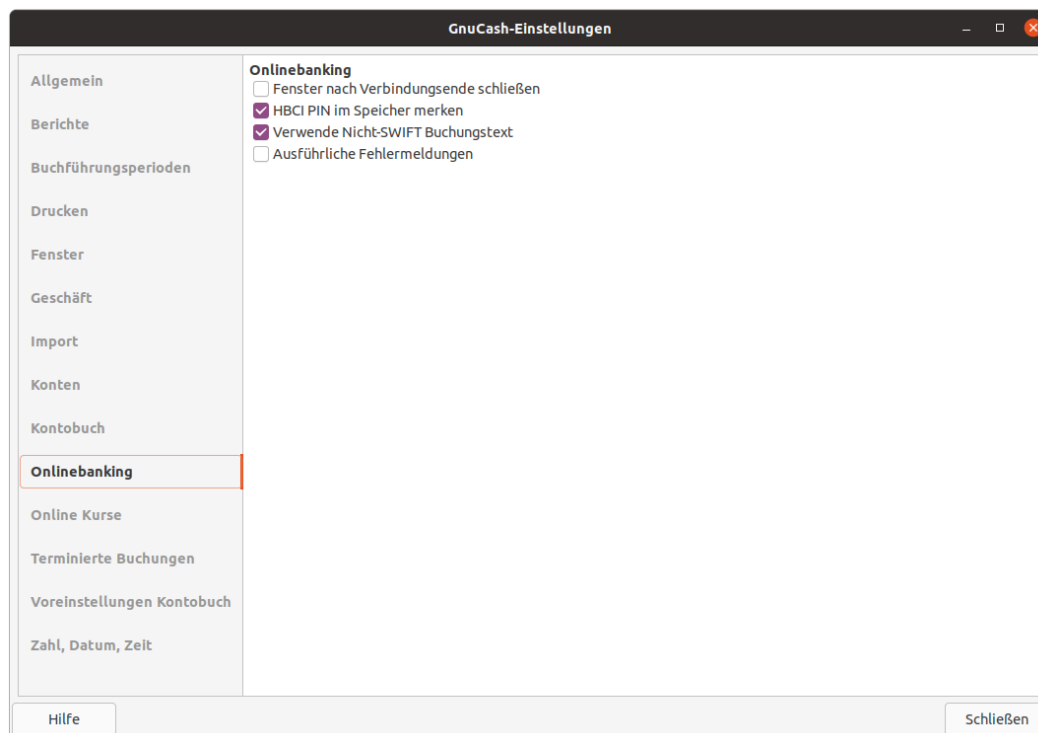 GnuCash-Einstellungen
Allgemein
Berichte
Buchführungsperioden
Drucken
Fenster
Geschäft
Import
Konten
Kontobuch
Onlinebanking
Online Kurse
Terminierte Buchungen
Voreinstellungen Kontobuch
Zahl, Datum, Zeit
Onlinebanking
Fenster nach Verbindungsende schließen
HBCI PIN im Speicher merken
Verwende Nicht-SWIFT Buchungstext
Ausführliche Fehlermeldungen
Hilfe
Schließen